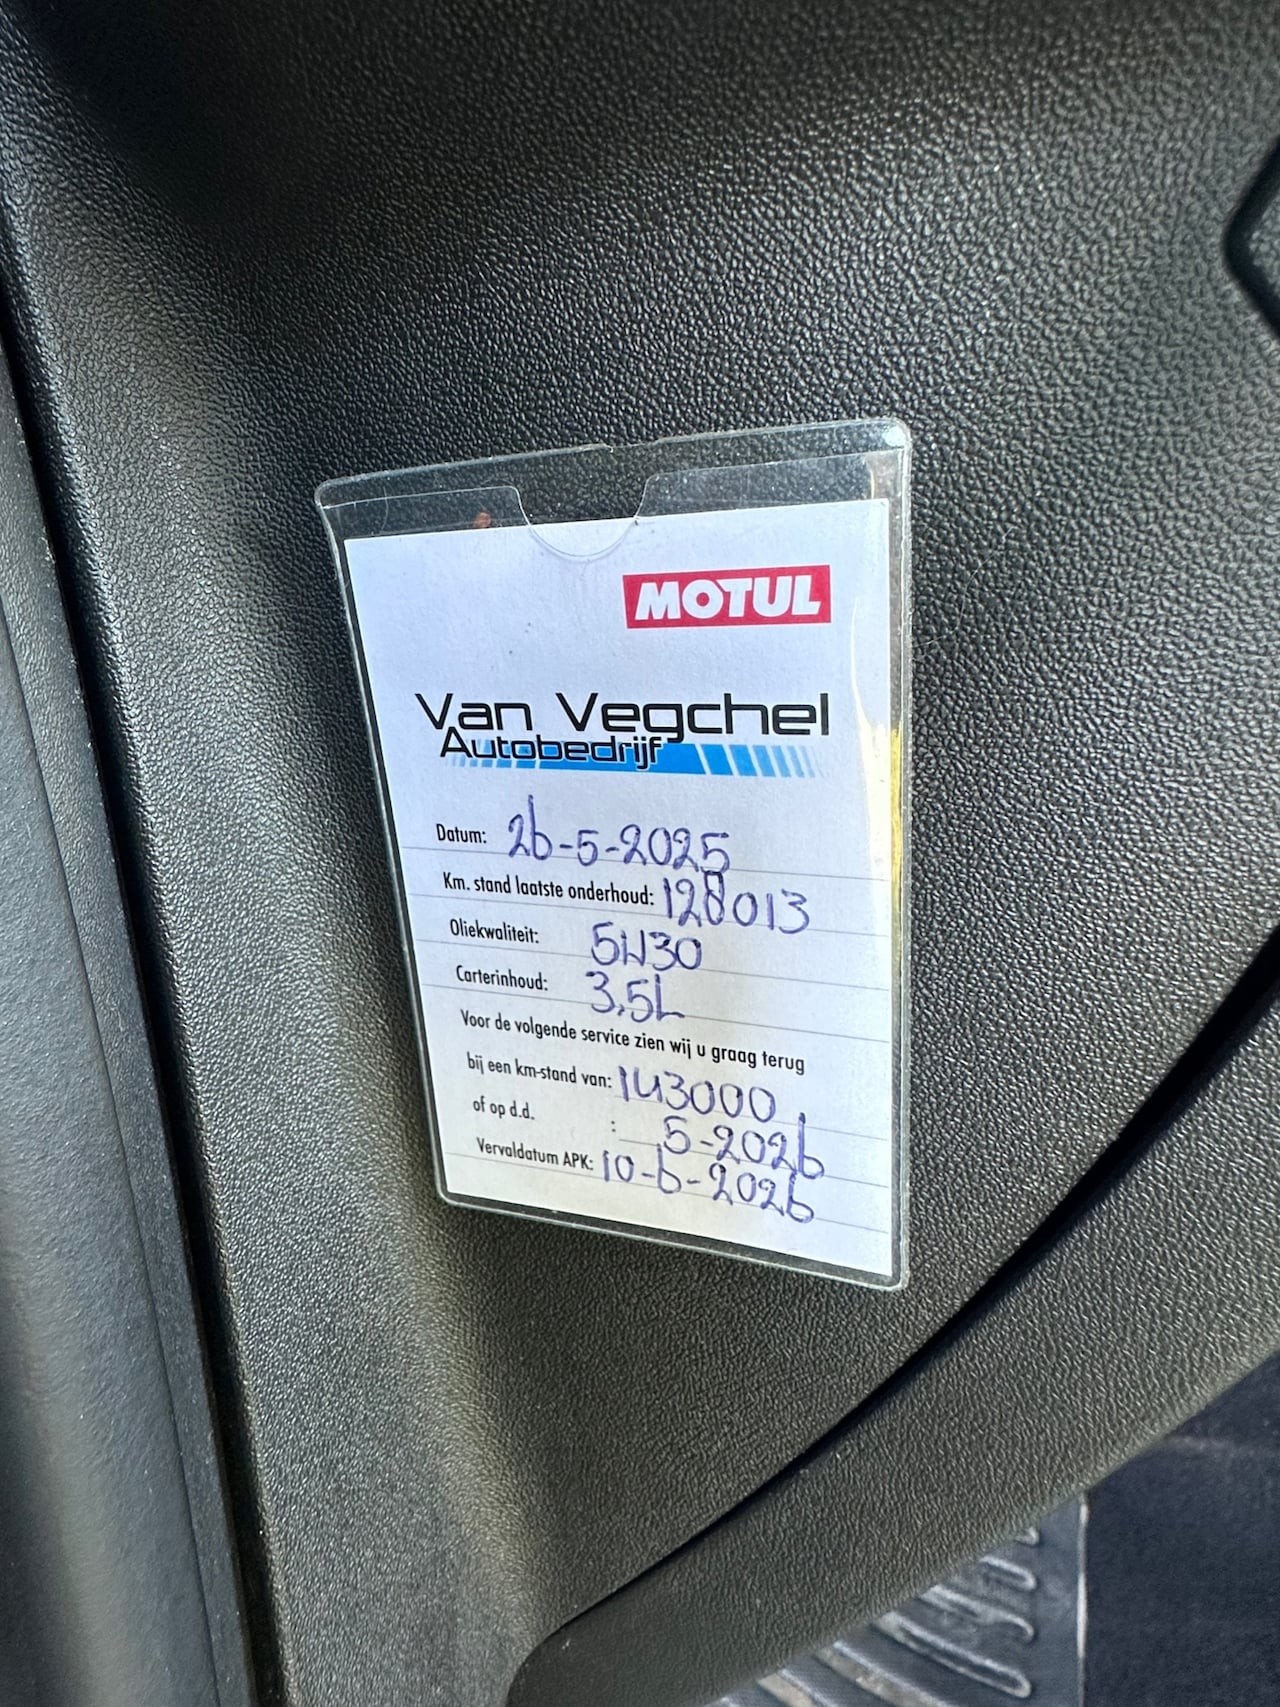 MOTUL
Van Vegchel
Autobedrijf
Datum: 26-5-2025
Km. stand laatste onderhoud: 128013
Oliekwaliteit: 5W30
Carterinhoud: 3,5L
Voor de volgende service zien wij u graag terug
bij een km-stand van: 143000
of op d.d. : 5-2026
Vervaldatum APK: 10-6-2026